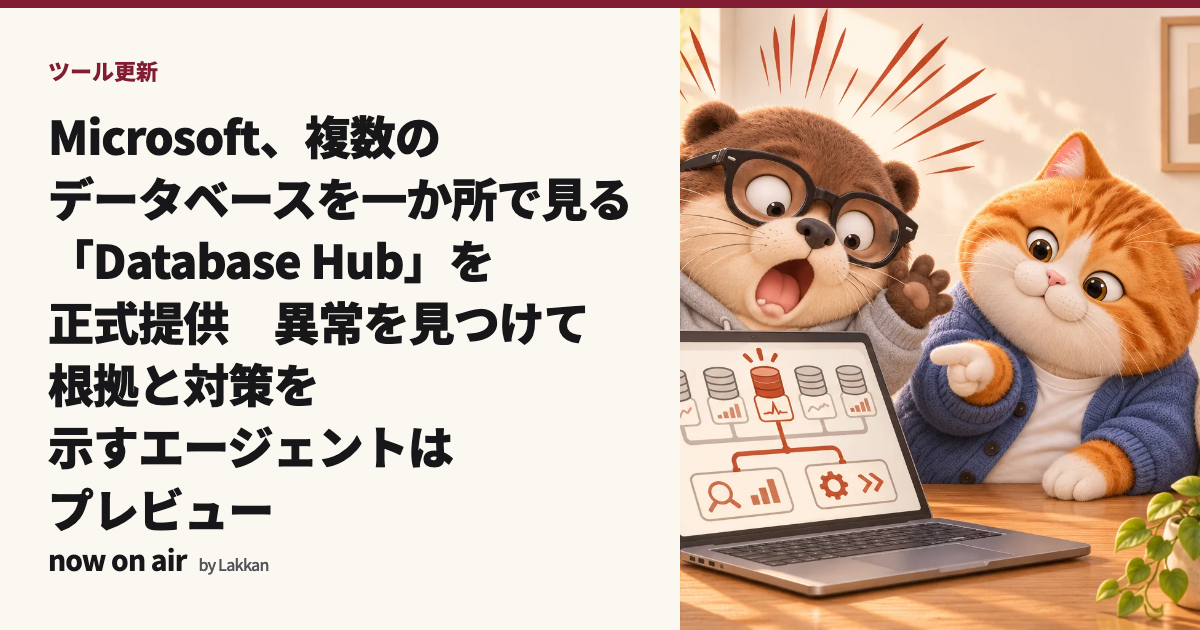 ツール更新
Microsoft、複数の
データベースを一か所で見る
「Database Hub」を
正式提供　異常を見つけて
根拠と対策を
示すエージェントは
プレビュー
now on air by Lakkan